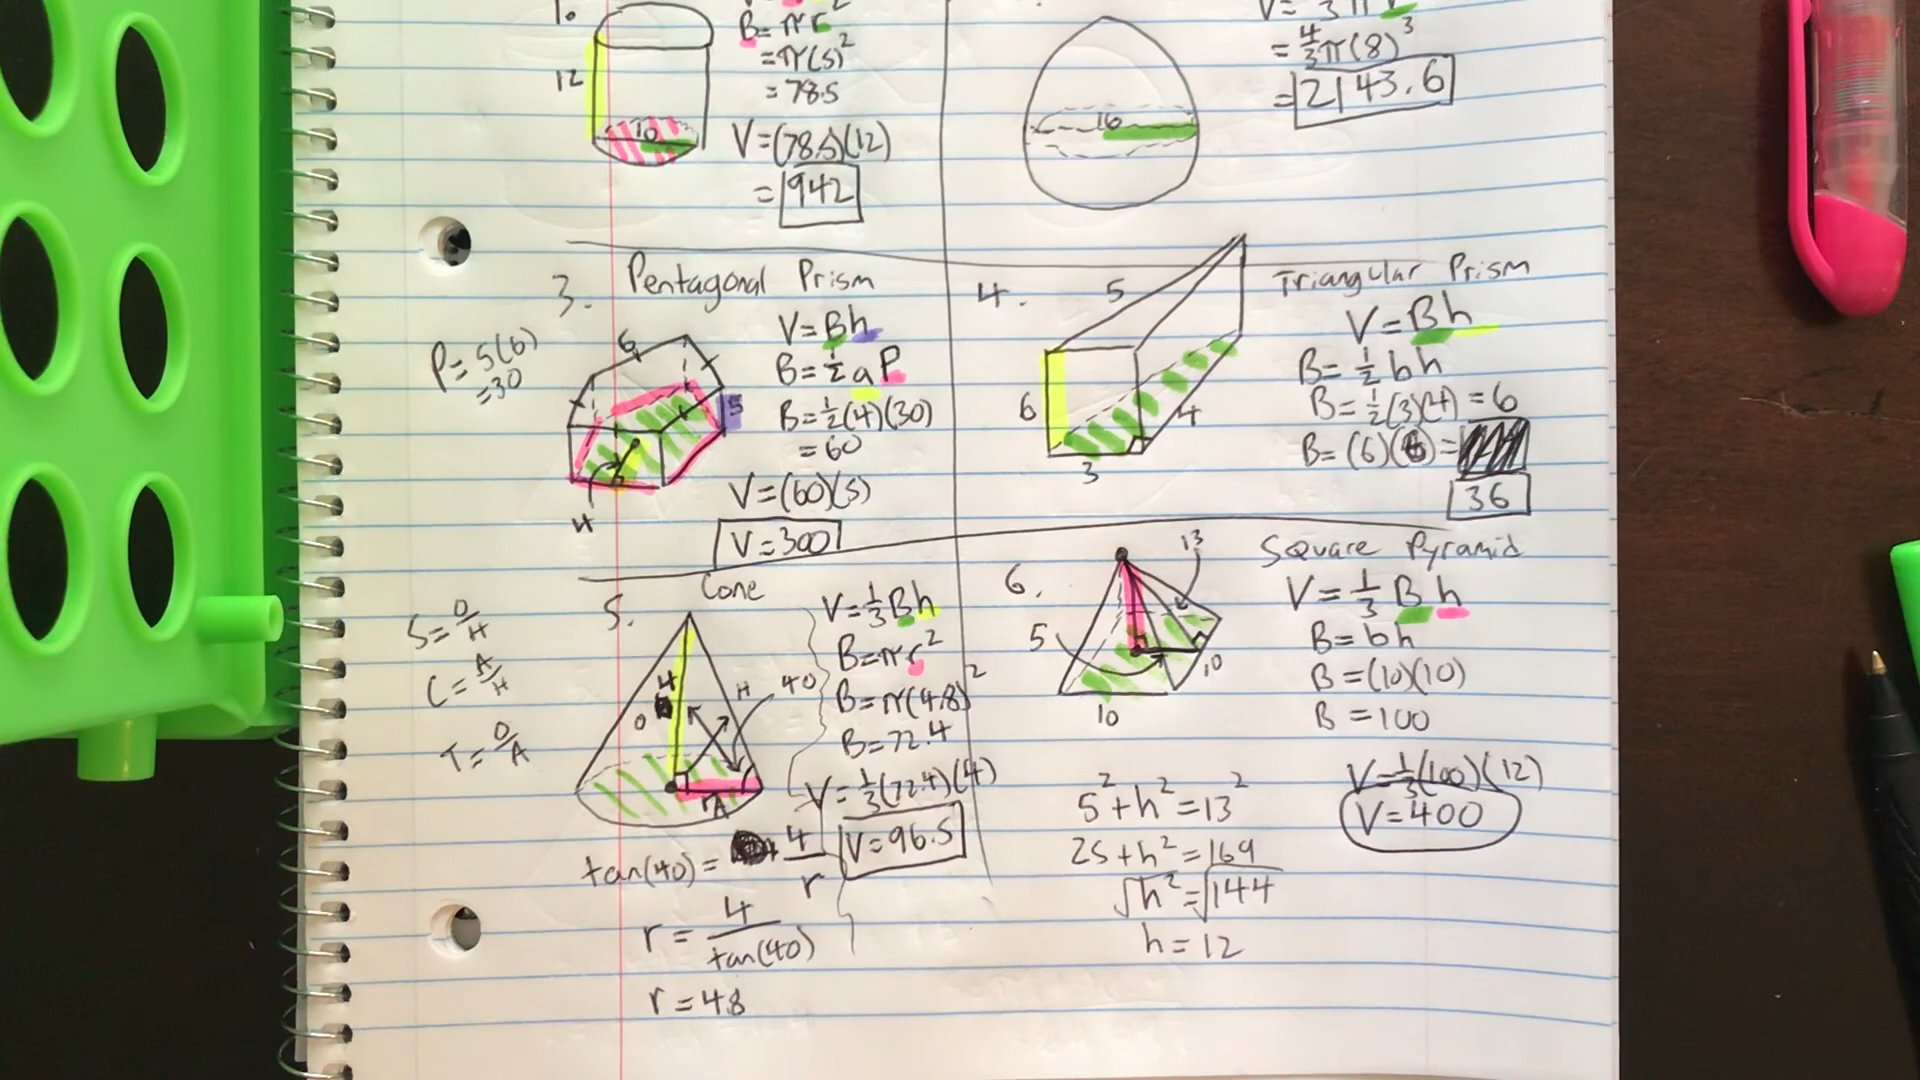 1.
B=πr²
=π(5)²
= 78.5
12
10
V=(78.5)(12)
= 942
= 4/3π(8)³
= 2143.6
16
3. Pentagonal Prism
P= 5(6)
=30
6
5
4
V=Bh
B=½aP
B=½(4)(30)
= 60
V=(60)(5)
V=300
4. Triangular Prism
5
6
4
3
V=Bh
B=½bh
B=½(3)(4)=6
B=(6)(6)=
36
5. Cone
S=O/H
C=A/H
T=O/A
4
O
H
40
r
A
V=⅓Bh
B=πr²
B=π(4.8)²
B=72.4
V=⅓(72.4)(4)
V=96.5
tan(40)= 4/r
r= 4/tan(40)
r=4.8
6. Square Pyramid
13
5
10
10
V=⅓Bh
B=bh
B=(10)(10)
B=100
V=⅓(100)(12)
V=400
5²+h²=13²
25+h²=169
√h²=√144
h=12